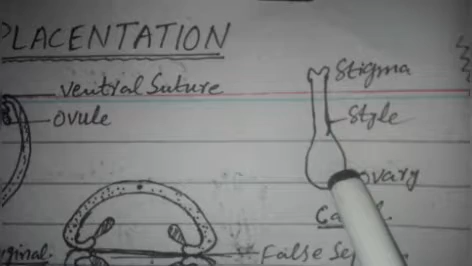 PLACENTATION
Ventral Suture
Ovule
Stigma
Style
ovary
False Se